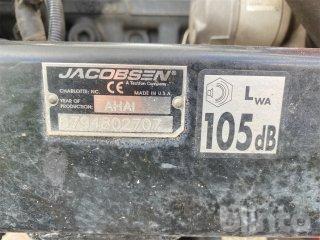 JACOBSEN
A Textron Company
CHARLOTTE, NC. CE MADE IN U.S.A.
YEAR OF
PRODUCTION: AHAI
LWA
105 dB